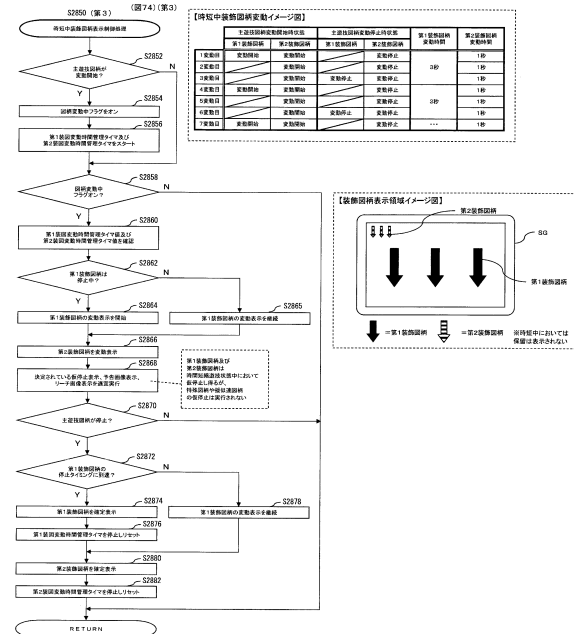 (図74)(第3)
S2850(第3)
時短中装飾図柄表示制御処理
S2852
主遊技図柄が
変動開始?
N
Y
S2854
図柄変動中フラグをオン
S2856
第1装図変動時間管理タイマ及び
第2装図変動時間管理タイマをスタート
S2858
図柄変動中
フラグオン?
N
Y
S2860
第1装図変動時間管理タイマ値及び
第2装図変動時間管理タイマ値を確認
S2862
第1装飾図柄は
停止中?
N
Y
S2864
第1装飾図柄の変動表示を開始
S2865
第1装飾図柄の変動表示を継続
S2866
第2装飾図柄を変動表示
S2868
決定されている仮停止表示、予告画像表示、
リーチ画像表示を適宜実行
第1装飾図柄及び
第2装飾図柄は
時間短縮遊技状態中において
仮停止し得るが、
特殊図柄や疑似連図柄
の仮停止は実行されない
S2870
主遊技図柄が停止?
N
Y
S2872
第1装飾図柄の
停止タイミングに到達?
N
Y
S2874
第1装飾図柄を確定表示
S2878
第1装飾図柄の変動表示を継続
S2876
第1装図変動時間管理タイマを停止しリセット
S2880
第2装飾図柄を確定表示
S2882
第2装図変動時間管理タイマを停止しリセット
RETURN
【時短中装飾図柄変動イメージ図】
主遊技図柄変動開始時状態 主遊技図柄変動停止時状態 第1装飾図柄変動時間 第2装飾図柄変動時間
第1装飾図柄 第2装飾図柄 第1装飾図柄 第2装飾図柄
1変動目 変動開始 変動開始 変動停止 3秒 1秒
2変動目 変動開始 変動停止 1秒
3変動目 変動開始 変動停止 変動停止 1秒
4変動目 変動開始 変動開始 変動停止 3秒 1秒
5変動目 変動開始 変動停止 1秒
6変動目 変動開始 変動停止 変動停止 1秒
7変動目 変動開始 変動開始 変動停止 --- 1秒
【装飾図柄表示領域イメージ図】
第2装飾図柄
SG
第1装飾図柄
=第1装飾図柄 =第2装飾図柄 ※時短中においては
保留は表示されない